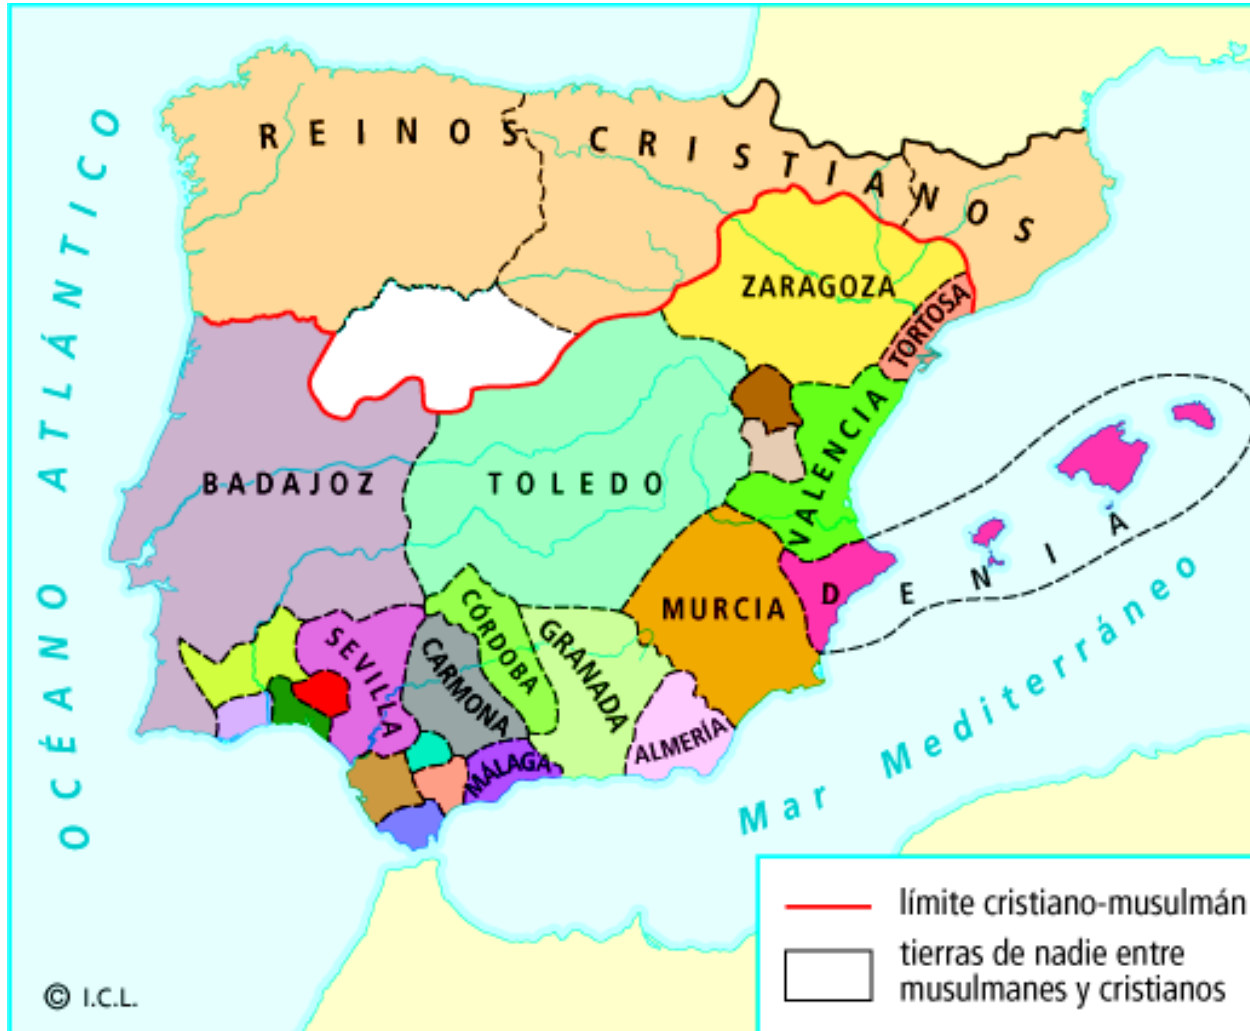 REINOS CRISTIANOS
OCÉANO ATLÁNTICO
ZARAGOZA
TORTOSA
VALENCIA
BADAJOZ
TOLEDO
DENIA
MURCIA
CÓRDOBA
GRANADA
SEVILLA
CARMONA
ALMERÍA
MÁLAGA
Mar Mediterráneo
límite cristiano-musulmán
tierras de nadie entre
musulmanes y cristianos
© I.C.L.